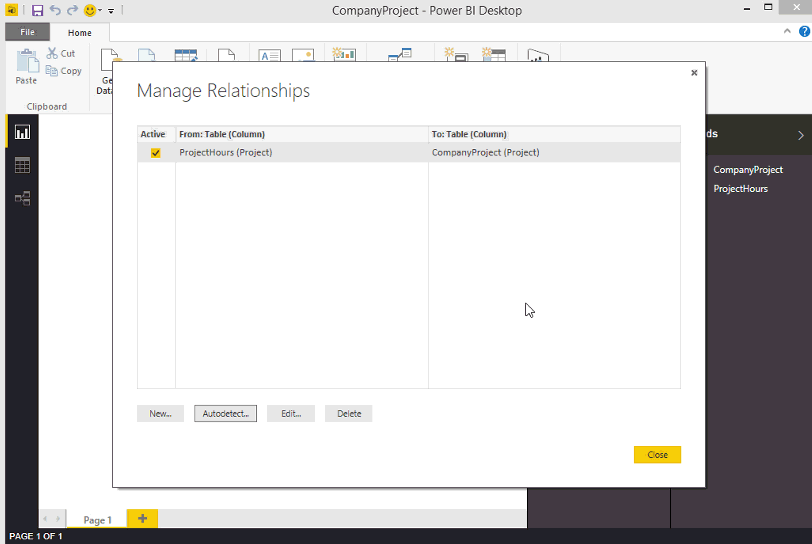 CompanyProject - Power BI Desktop
File Home
Paste
Cut
Copy
Clipboard
Ge
Data
Manage Relationships
Active From: Table (Column) To: Table (Column)
ProjectHours (Project) CompanyProject (Project)
New... Autodetect... Edit... Delete
Close
ds
CompanyProject
ProjectHours
Page 1
PAGE 1 OF 1